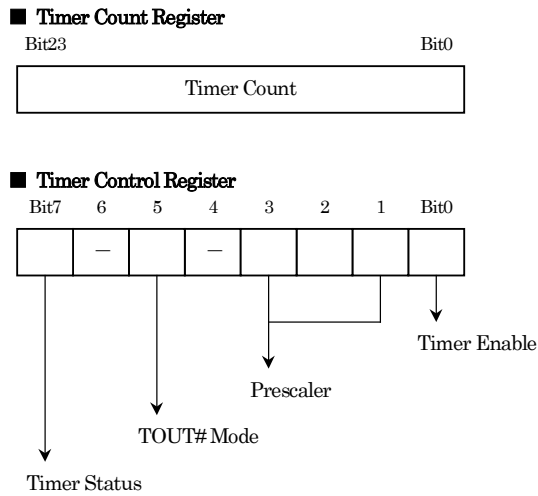 ■ Timer Count Register
Bit23 Bit0
Timer Count
■ Timer Control Register
Bit7 6 5 4 3 2 1 Bit0
− −
Timer Enable
Prescaler
TOUT# Mode
Timer Status